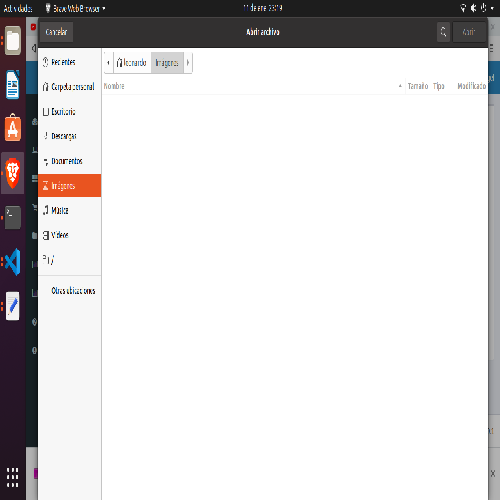 Actividades
Brave Web Browser
11 de ene 23:19
Cancelar
Abrir archivo
Abrir
Recientes
leonardo
Imágenes
Carpeta personal
Nombre
Tamaño
Tipo
Modificado
Escritorio
Descargas
Documentos
Imágenes
Música
Vídeos
/
Otras ubicaciones